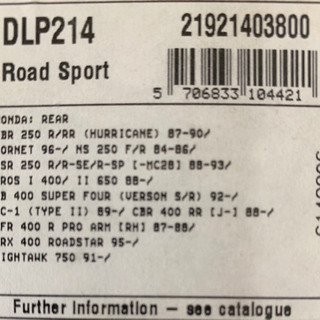 DLP214
21921403800
Road Sport
5 706833 104421
ONDA: REAR
BR 250 R/RR (HURRICANE) 87-90/
ORNET 96-/ NS 250 F/R 84-86/
SR 250 R/R-SE/R-SP [-MC28] 88-93/
ROS I 400/ II 650 88-/
B 400 SUPER FOUR (VERSON S/R) 92-/
C-1 (TYPE II) 89-/ CBR 400 RR [J-] 88-/
FR 400 R PRO ARM [RH] 87-88/
RX 400 ROADSTAR 95-/
IGHTAWK 750 91-/
Further Information – see catalogue